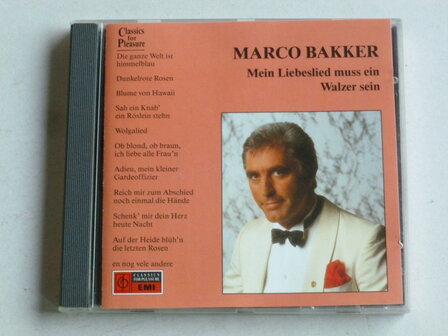 Classics
for
Pleasure
Die ganze Welt ist
himmelblau
Dunkelrote Rosen
Blume von Hawaii
Sah ein Knab'
ein Röslein stehn
Wolgalied
Ob blond, ob braun,
ich liebe alle Frau'n
Adieu, mein kleiner
Gardeoffizier
Reich mir zum Abschied
noch einmal die Hände
Schenk' mir dein Herz
heute Nacht
Auf der Heide blüh'n
die letzten Rosen
en nog vele andere
CLASSICS
FOR PLEASURE
EMI
MARCO BAKKER
Mein Liebeslied muss ein
Walzer sein